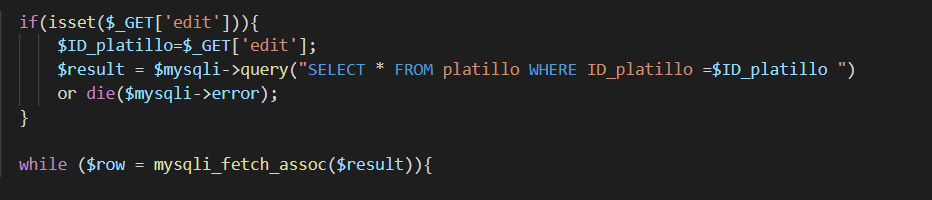 if(isset($_GET['edit'])){
$ID_platillo=$_GET['edit'];
$result = $mysqli->query("SELECT * FROM platillo WHERE ID_platillo =$ID_platillo ")
or die($mysqli->error);
}
while ($row = mysqli_fetch_assoc($result)){